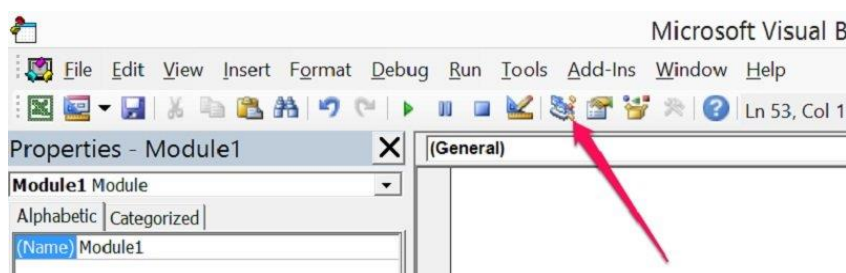 Microsoft Visual B
File Edit View Insert Format Debug Run Tools Add-Ins Window Help
Ln 53, Col 1
Properties - Module1
(General)
Module1 Module
Alphabetic Categorized
(Name) Module1